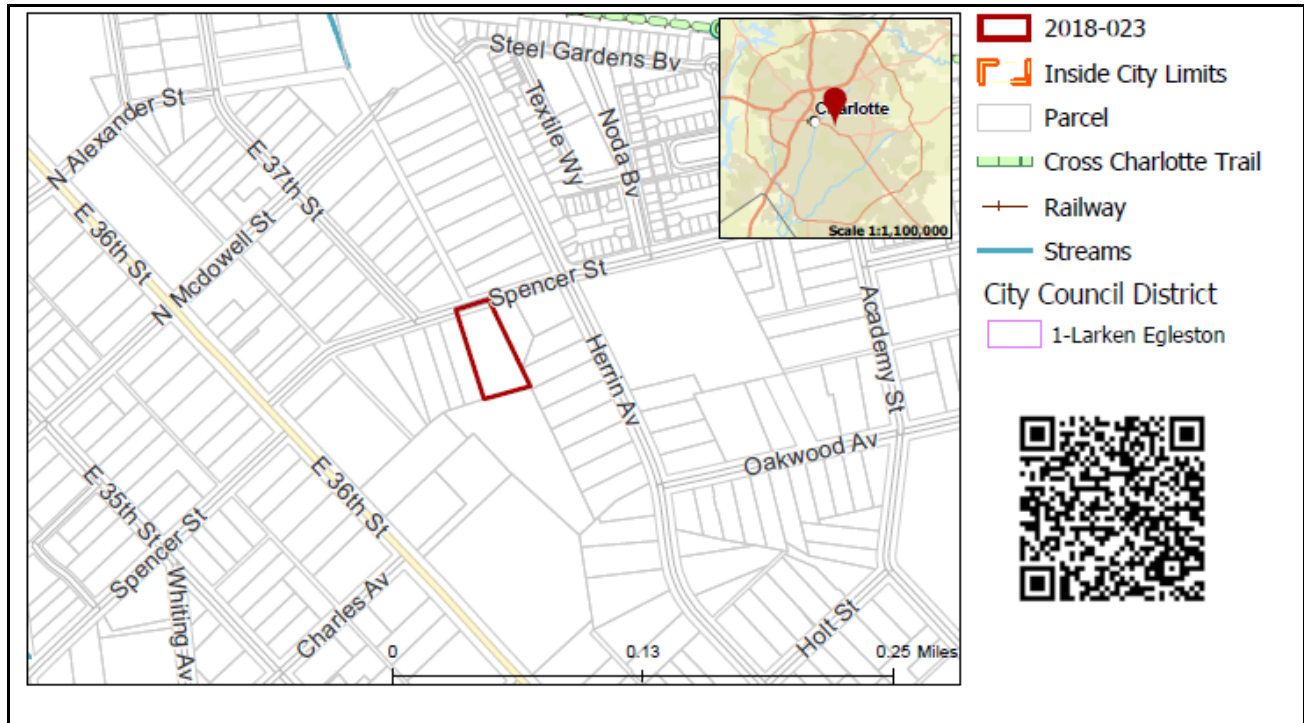 Steel Gardens Bv
Textile Wy
Noda Bv
N Alexander St
E 37th St
N Mcdowell St
E 36th St
Spencer St
Herrin Av
Academy St
Oakwood Av
E 36th St
E 35th St
Spencer St
Whiting Av
Charles Av
Holt St
0 0.13 0.25 Miles
Charlotte
Scale 1:1,100,000
2018-023
Inside City Limits
Parcel
Cross Charlotte Trail
Railway
Streams
City Council District
1-Larken Egleston